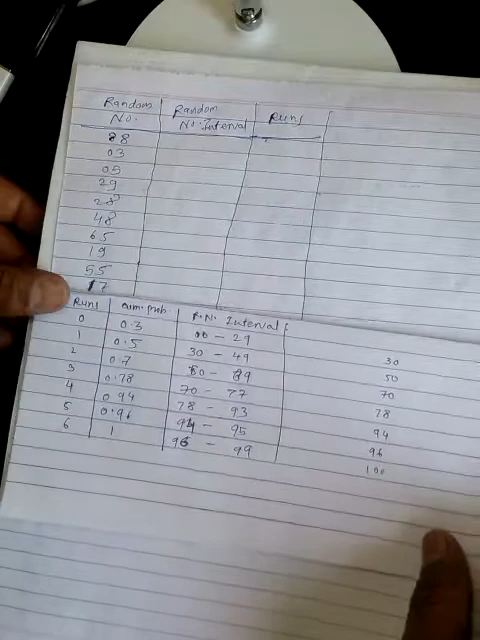 Random Random Runs
No. No. Interval
88
03
05
29
28
48
65
19
55
17
Runs Cum. prob. R.N. Interval
0 0.3 00 - 29 30
1 0.5 30 - 49 50
2 0.7 50 - 69 70
3 0.78 70 - 77 78
4 0.94 78 - 93 94
5 0.96 94 - 95 96
6 1 96 - 99 100